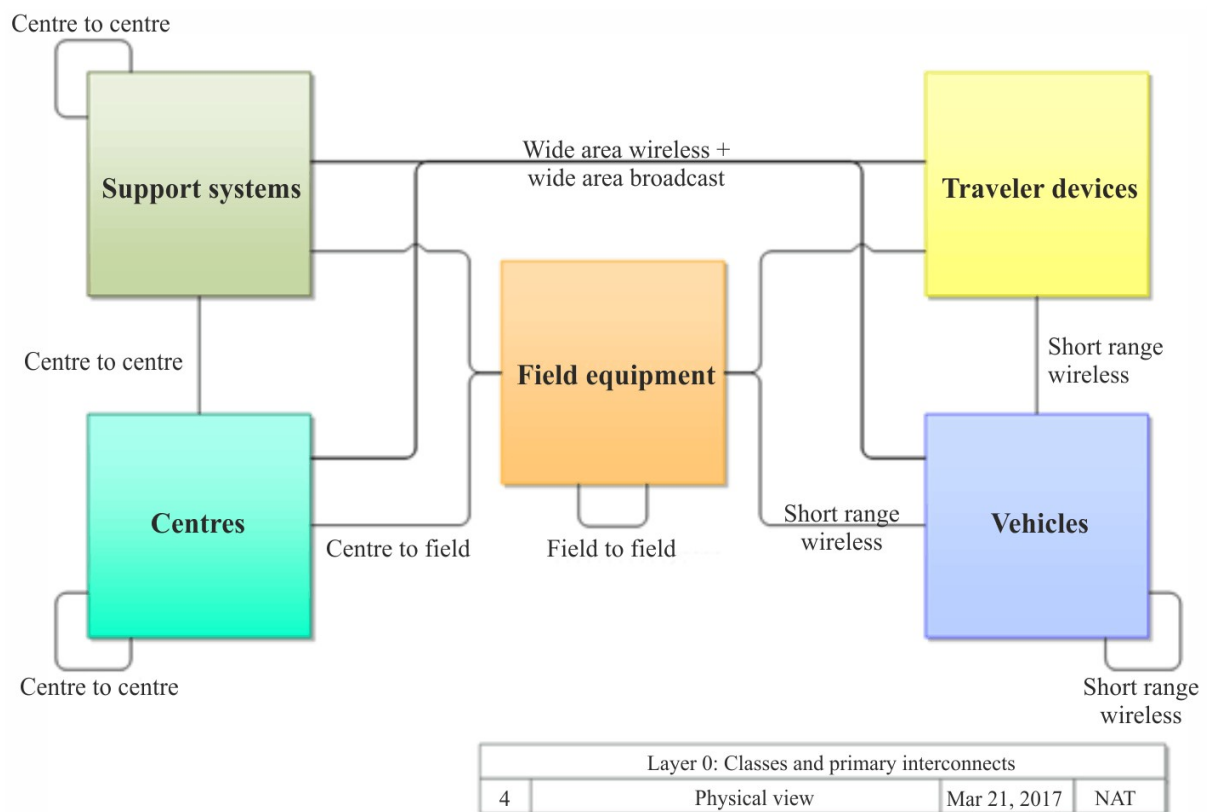 Centre to centre
Support systems
Wide area wireless +
wide area broadcast
Traveler devices
Centre to centre
Field equipment
Short range
wireless
Centres
Centre to field
Field to field
Short range
wireless
Vehicles
Centre to centre
Short range
wireless
Layer 0: Classes and primary interconnects
4 Physical view Mar 21, 2017 NAT